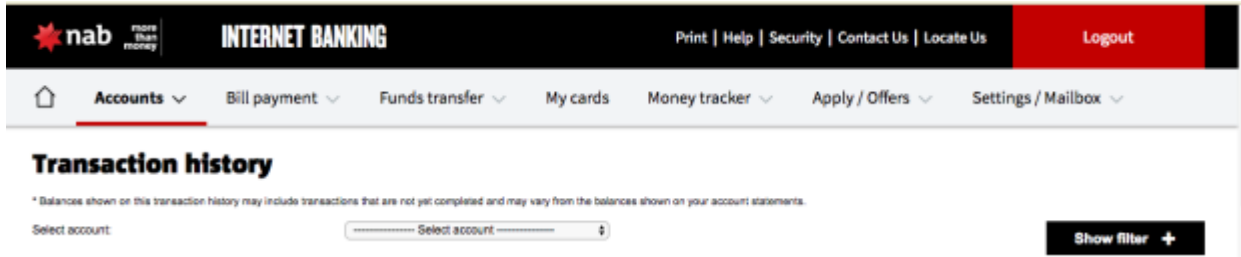 nab more than money INTERNET BANKING Print | Help | Security | Contact Us | Locate Us Logout
Accounts Bill payment Funds transfer My cards Money tracker Apply / Offers Settings / Mailbox
Transaction history
* Balances shown on this transaction history may include transactions that are not yet completed and may vary from the balances shown on your account statements.
Select account: --------------- Select account ---------------
Show filter +